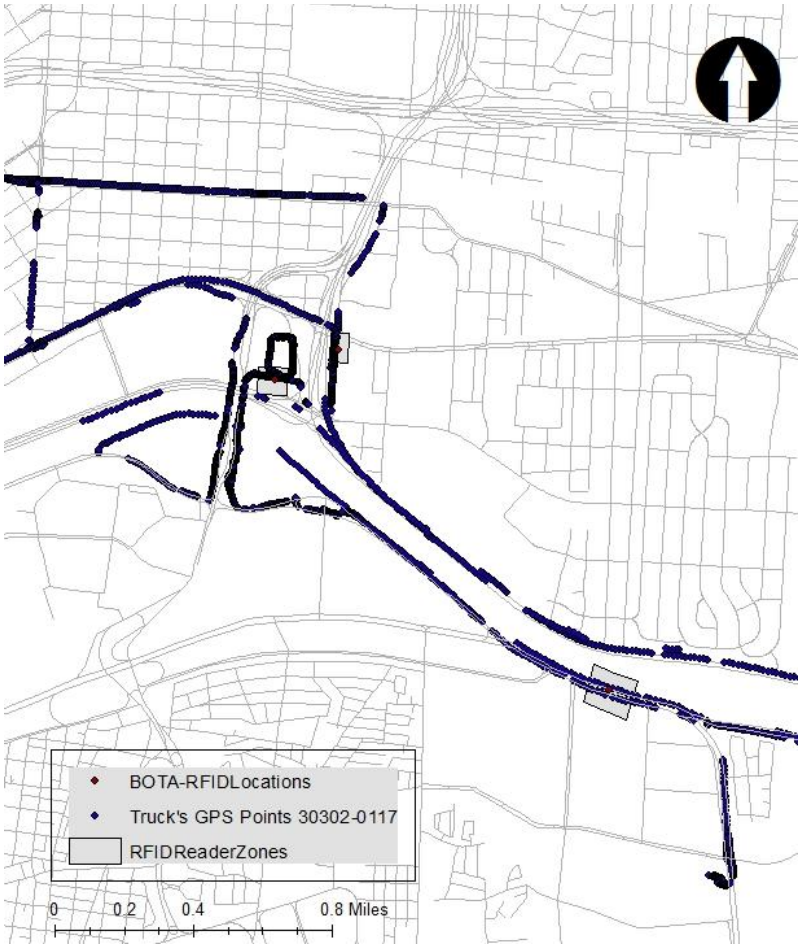 BOTA-RFIDLocations
Truck's GPS Points 30302-0117
RFIDReaderZones
0 0.2 0.4 0.8 Miles